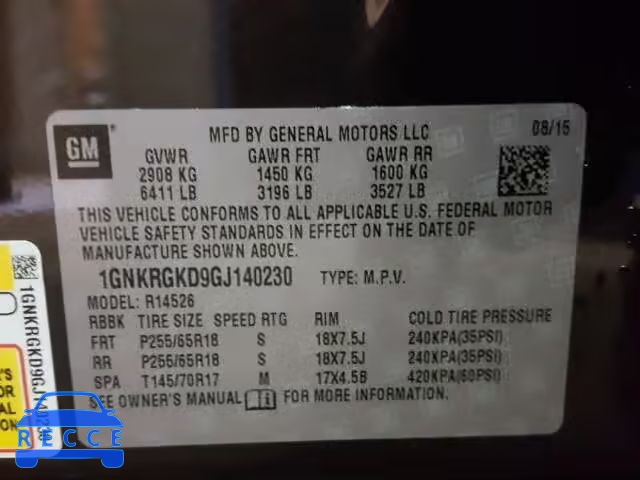 GM
MFD BY GENERAL MOTORS LLC 08/15
GVWR GAWR FRT GAWR RR
2908 KG 1450 KG 1600 KG
6411 LB 3196 LB 3527 LB
THIS VEHICLE CONFORMS TO ALL APPLICABLE U.S. FEDERAL MOTOR
VEHICLE SAFETY STANDARDS IN EFFECT ON THE DATE OF
MANUFACTURE SHOWN ABOVE.
1GNKRGKD9GJ140230 TYPE: M.P.V.
MODEL: R14526
RBBK TIRE SIZE SPEED RTG RIM COLD TIRE PRESSURE
FRT P255/65R18 S 18X7.5J 240KPA(35PSI)
RR P255/65R18 S 18X7.5J 240KPA(35PSI)
SPA T145/70R17 M 17X4.5B 420KPA(60PSI)
SEE OWNER'S MANUAL FOR MORE INFORMATION.
1GNKRGKD9GJ140230
RECCE